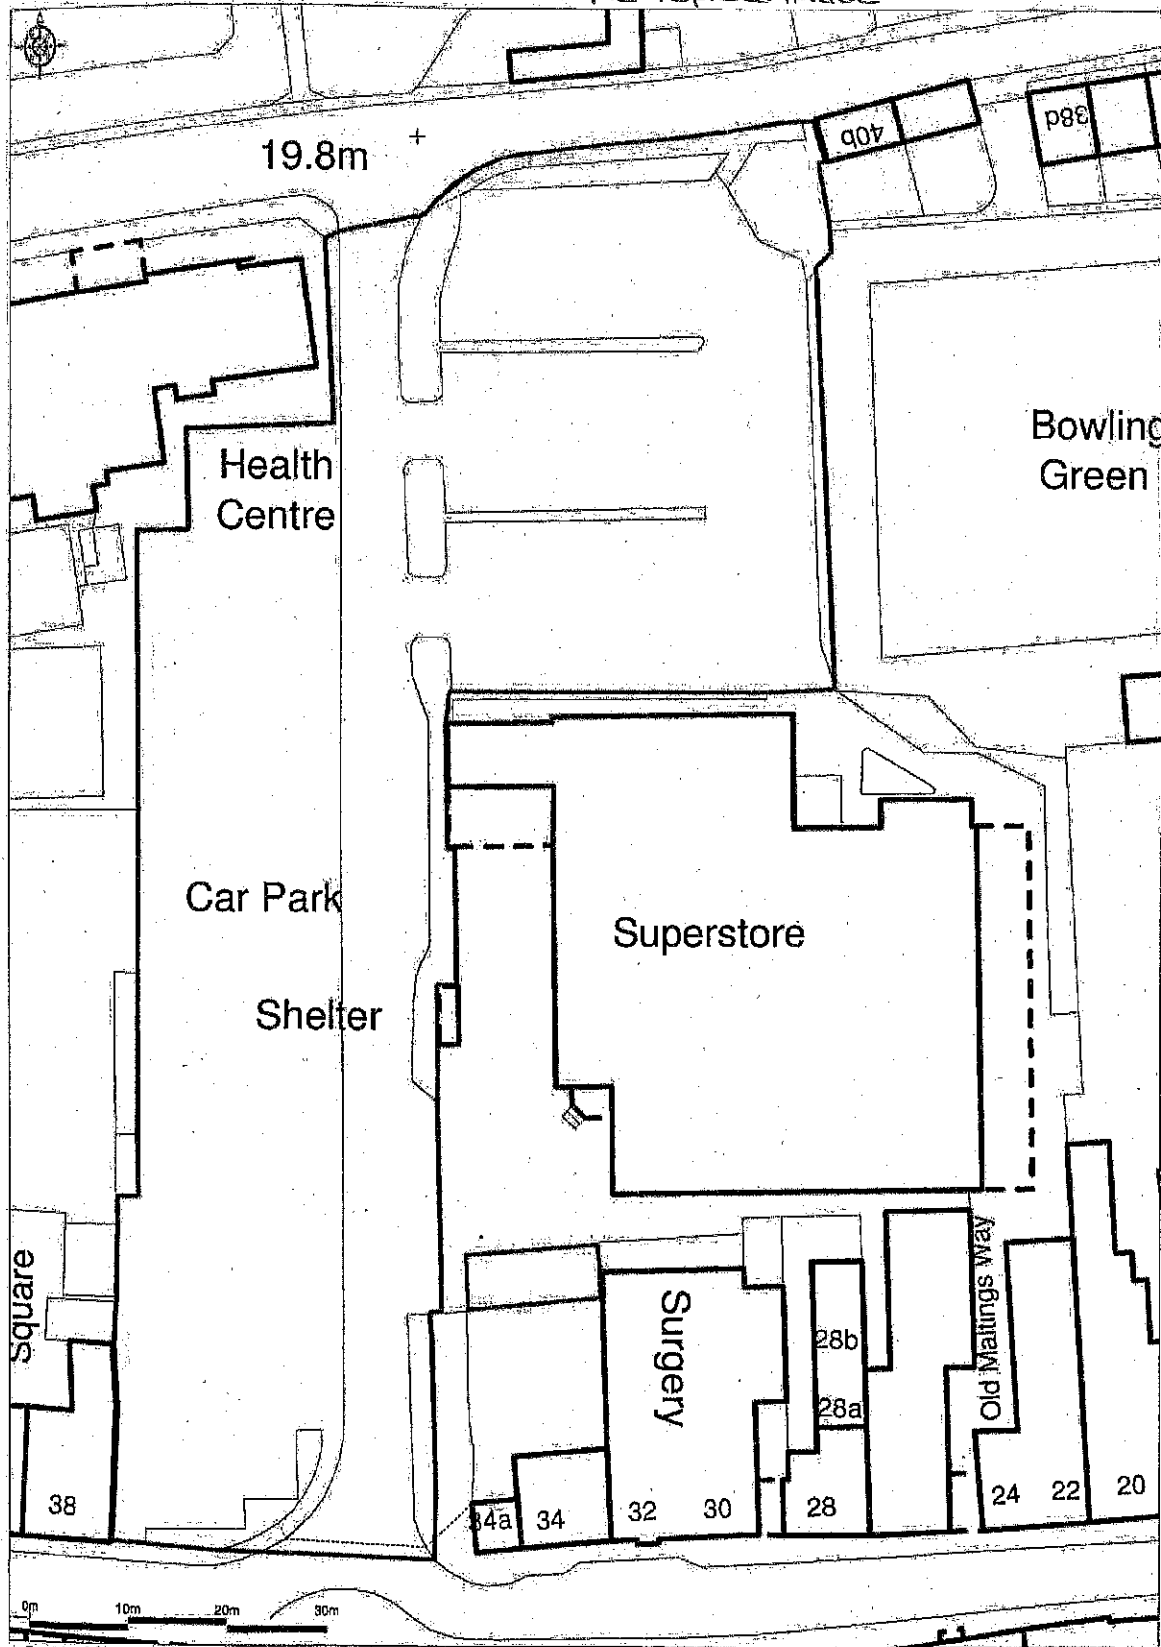 19.8m
40b
38d
Health
Centre
Bowling
Green
Car Park
Superstore
Shelter
Square
Surgery
28b
28a
Old Maltings Way
38
34a
34
32
30
28
24
22
20
0m
10m
20m
30m